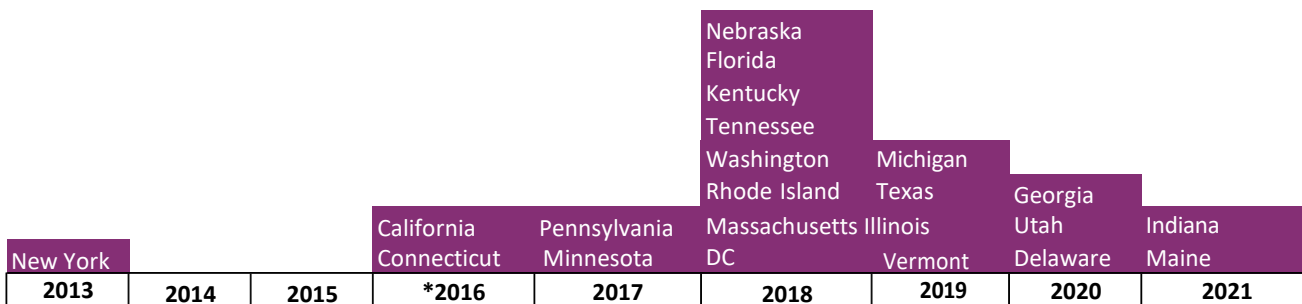 Nebraska
Florida
Kentucky
Tennessee
Washington Michigan
Rhode Island Texas Georgia
California Pennsylvania Massachusetts Illinois Utah Indiana
New York Connecticut Minnesota DC Vermont Delaware Maine
2013 2014 2015 *2016 2017 2018 2019 2020 2021